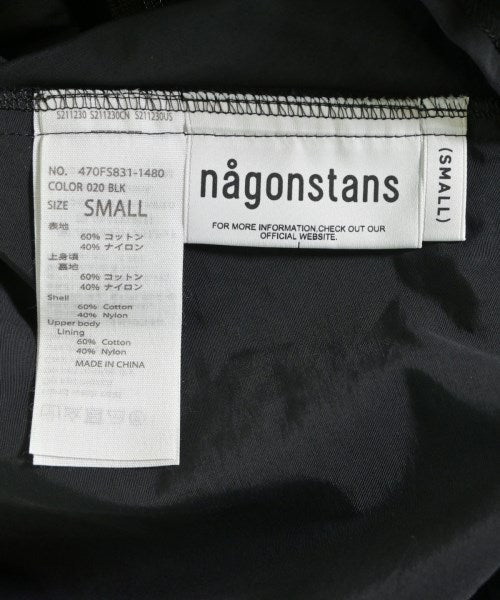 S211230 S211230CN S211230US
NO. 470FS831-1480
COLOR 020 BLK
SIZE SMALL
表地
60% コットン
40% ナイロン
上身頃
裏地
60% コットン
40% ナイロン
Shell
60% Cotton
40% Nylon
Upper body
Lining
60% Cotton
40% Nylon
MADE IN CHINA
någonstans
FOR MORE INFORMATION,CHECK OUT OUR
OFFICIAL WEBSITE.
(SMALL)